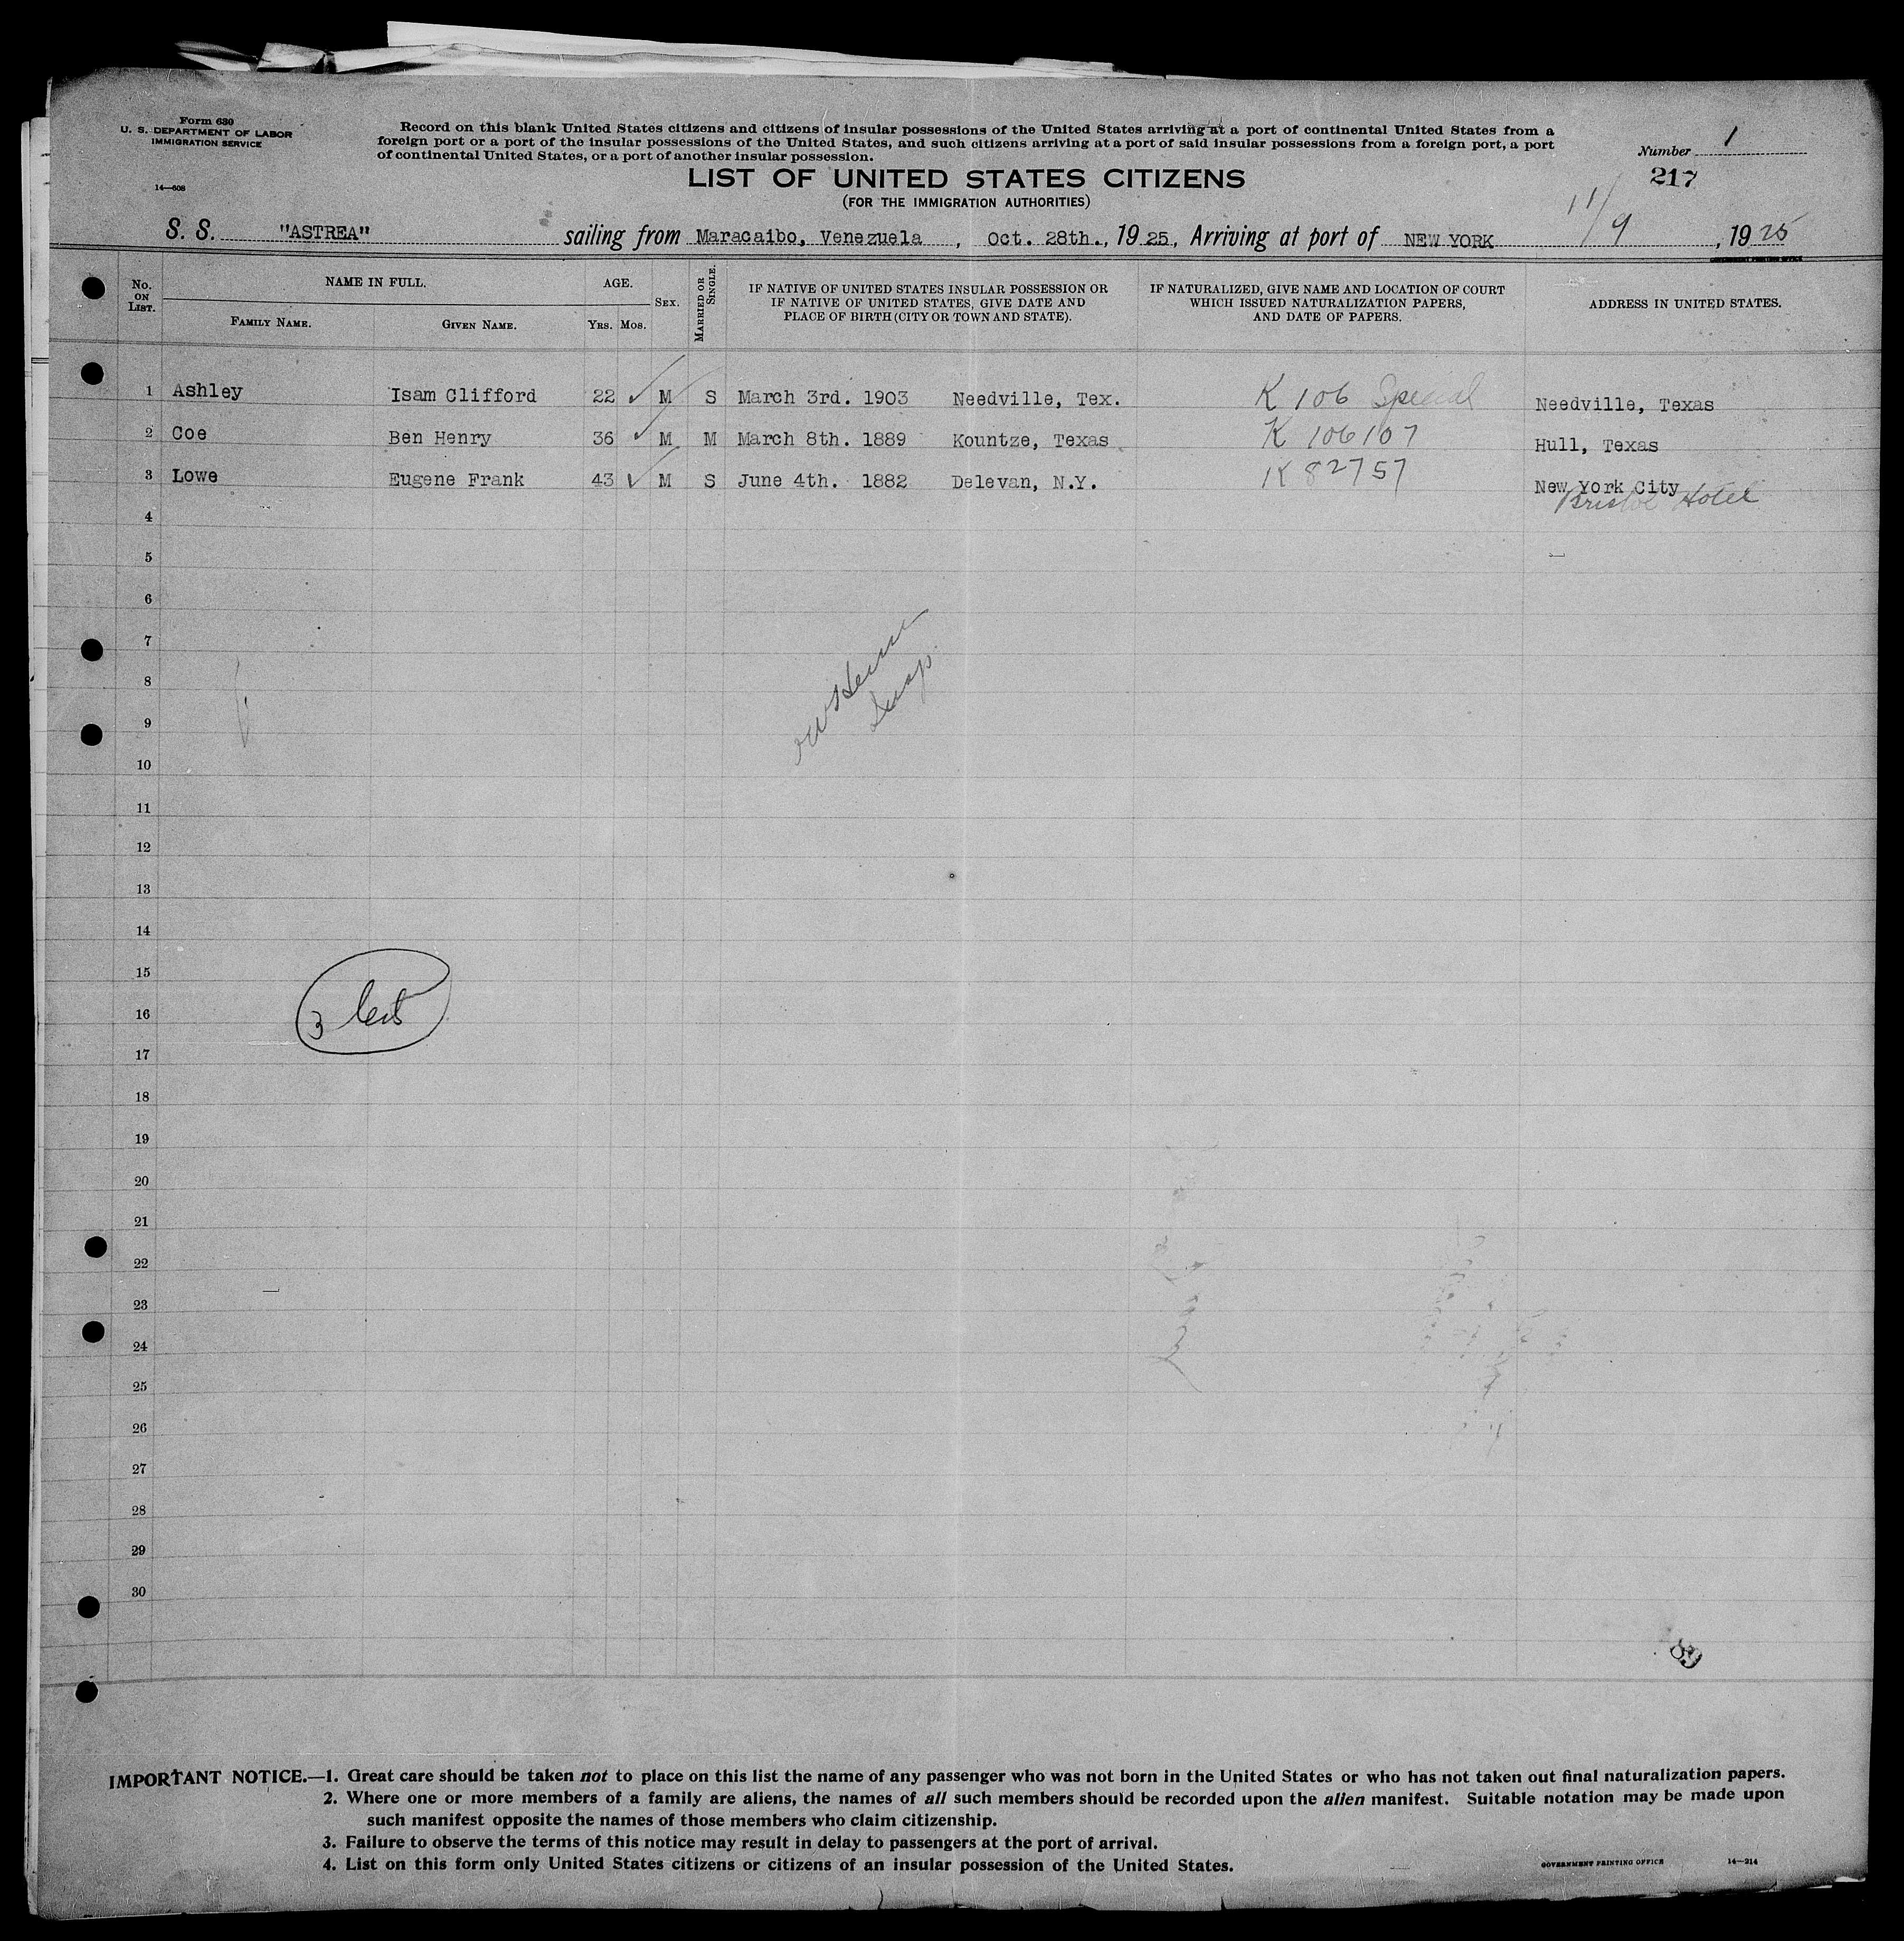 Form 630
U. S. DEPARTMENT OF LABOR
IMMIGRATION SERVICE
14—608
Record on this blank United States citizens and citizens of insular possessions of the United States arriving at a port of continental United States from a
foreign port or a port of the insular possessions of the United States, and such citizens arriving at a port of said insular possessions from a foreign port, a port
of continental United States, or a port of another insular possession.
Number 1
217
LIST OF UNITED STATES CITIZENS
(FOR THE IMMIGRATION AUTHORITIES)
S. S. "ASTREA" sailing from Maracaibo, Venezuela , Oct. 28th., 1925, Arriving at port of NEW YORK 11/9, 1925
GOVERNMENT PRINTING OFFICE
No. ON LIST.
NAME IN FULL.
FAMILY NAME. GIVEN NAME.
AGE.
YRS. MOS.
SEX.
MARRIED OR SINGLE.
IF NATIVE OF UNITED STATES INSULAR POSSESSION OR
IF NATIVE OF UNITED STATES, GIVE DATE AND
PLACE OF BIRTH (CITY OR TOWN AND STATE).
IF NATURALIZED, GIVE NAME AND LOCATION OF COURT
WHICH ISSUED NATURALIZATION PAPERS,
AND DATE OF PAPERS.
ADDRESS IN UNITED STATES.
1 Ashley Isam Clifford 22 ✓ M S March 3rd. 1903 Needville, Tex. K 106 Special Needville, Texas
2 Coe Ben Henry 36 ✓ M M March 8th. 1889 Kountze, Texas K 106107 Hull, Texas
3 Lowe Eugene Frank 43 ✓ M S June 4th. 1882 Delevan, N.Y. K 82757 New York City
Bristol Hotel
4
5
6
7
8
9
10
11
12
13
14
15
16
3
17
18
19
20
21
22
23
24
25
26
27
28
29
30
89
IMPORTANT NOTICE.—1. Great care should be taken not to place on this list the name of any passenger who was not born in the United States or who has not taken out final naturalization papers.
2. Where one or more members of a family are aliens, the names of all such members should be recorded upon the alien manifest. Suitable notation may be made upon
such manifest opposite the names of those members who claim citizenship.
3. Failure to observe the terms of this notice may result in delay to passengers at the port of arrival.
4. List on this form only United States citizens or citizens of an insular possession of the United States.
GOVERNMENT PRINTING OFFICE 14—214